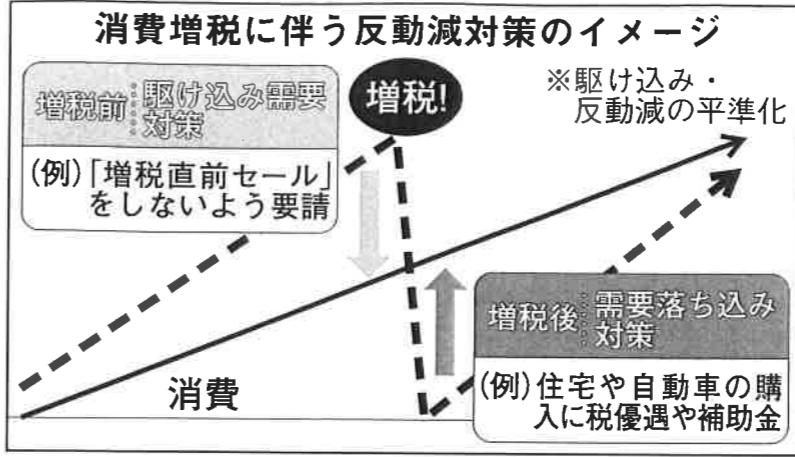 消費増税に伴う反動減対策のイメージ
増税前 駆け込み需要
対策
(例)「増税直前セール」
をしないよう要請
増税!
※駆け込み・
反動減の平準化
消費
増税後 需要落ち込み
対策
(例)住宅や自動車の購
入に税優遇や補助金